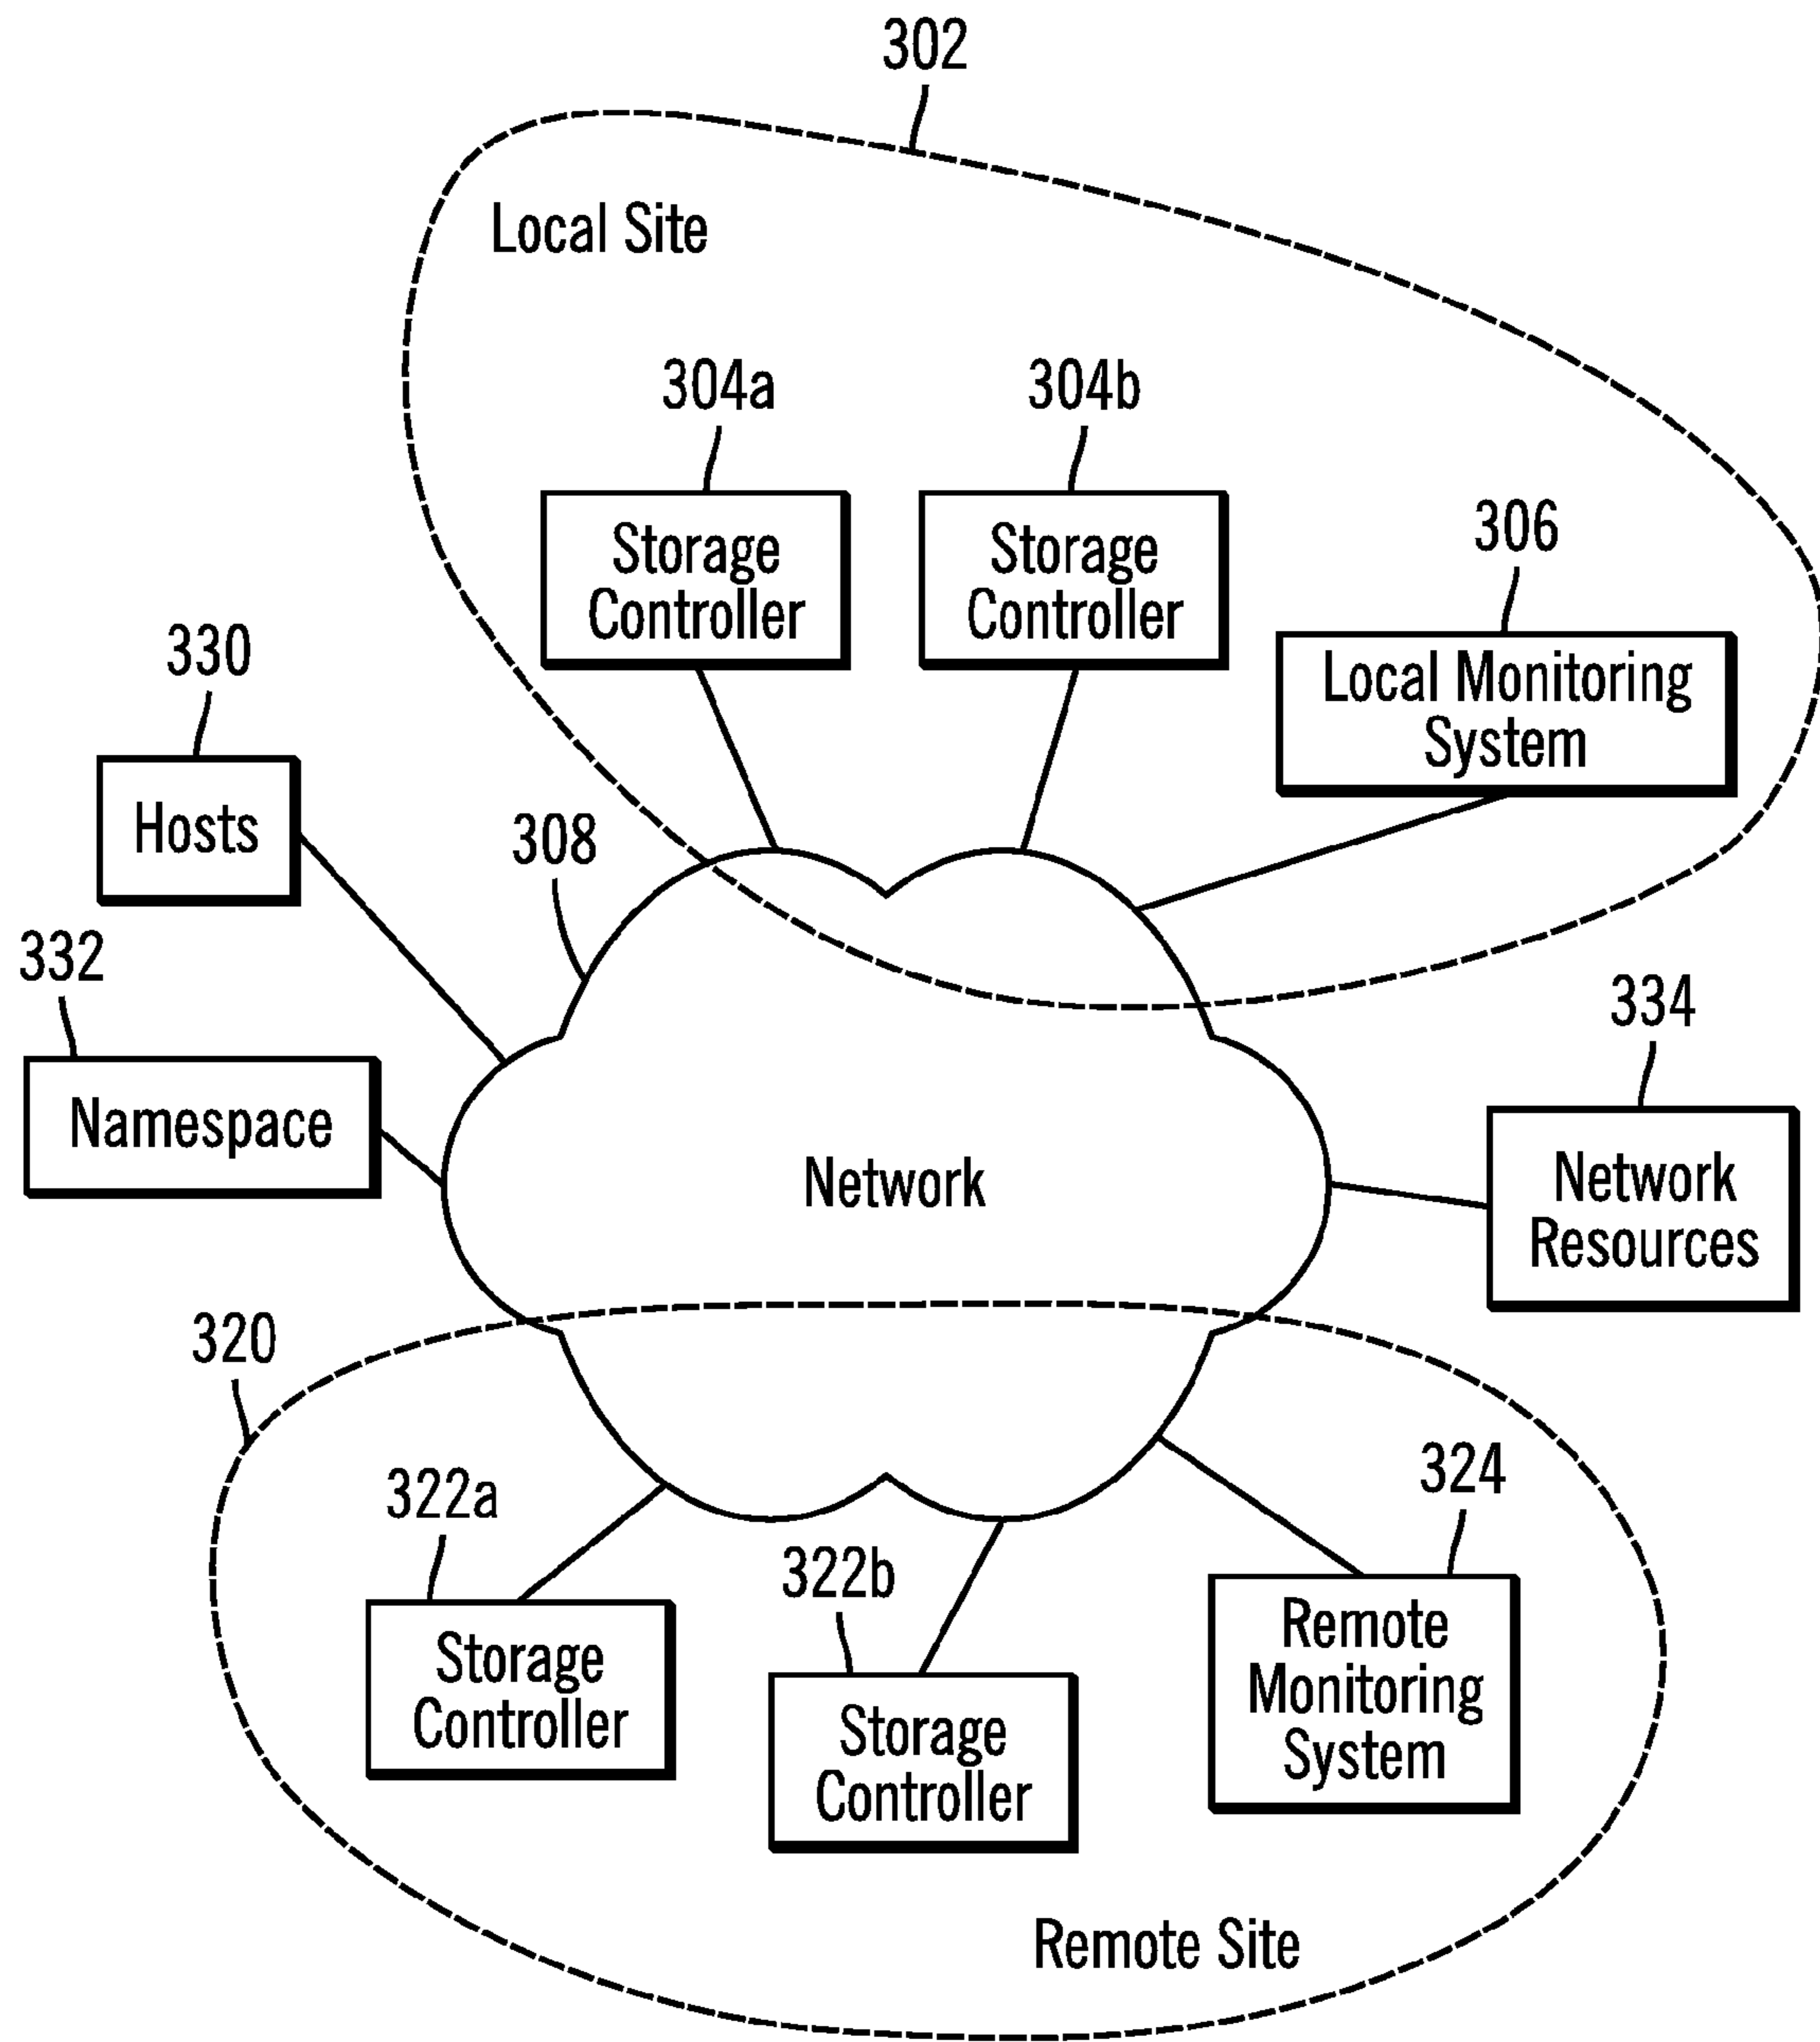 302
Local Site
304a
304b
Storage
Controller
Storage
Controller
306
Local Monitoring
System
330
Hosts
308
332
Namespace
334
Network
Resources
Network
320
322a
Storage
Controller
322b
Storage
Controller
324
Remote
Monitoring
System
Remote Site